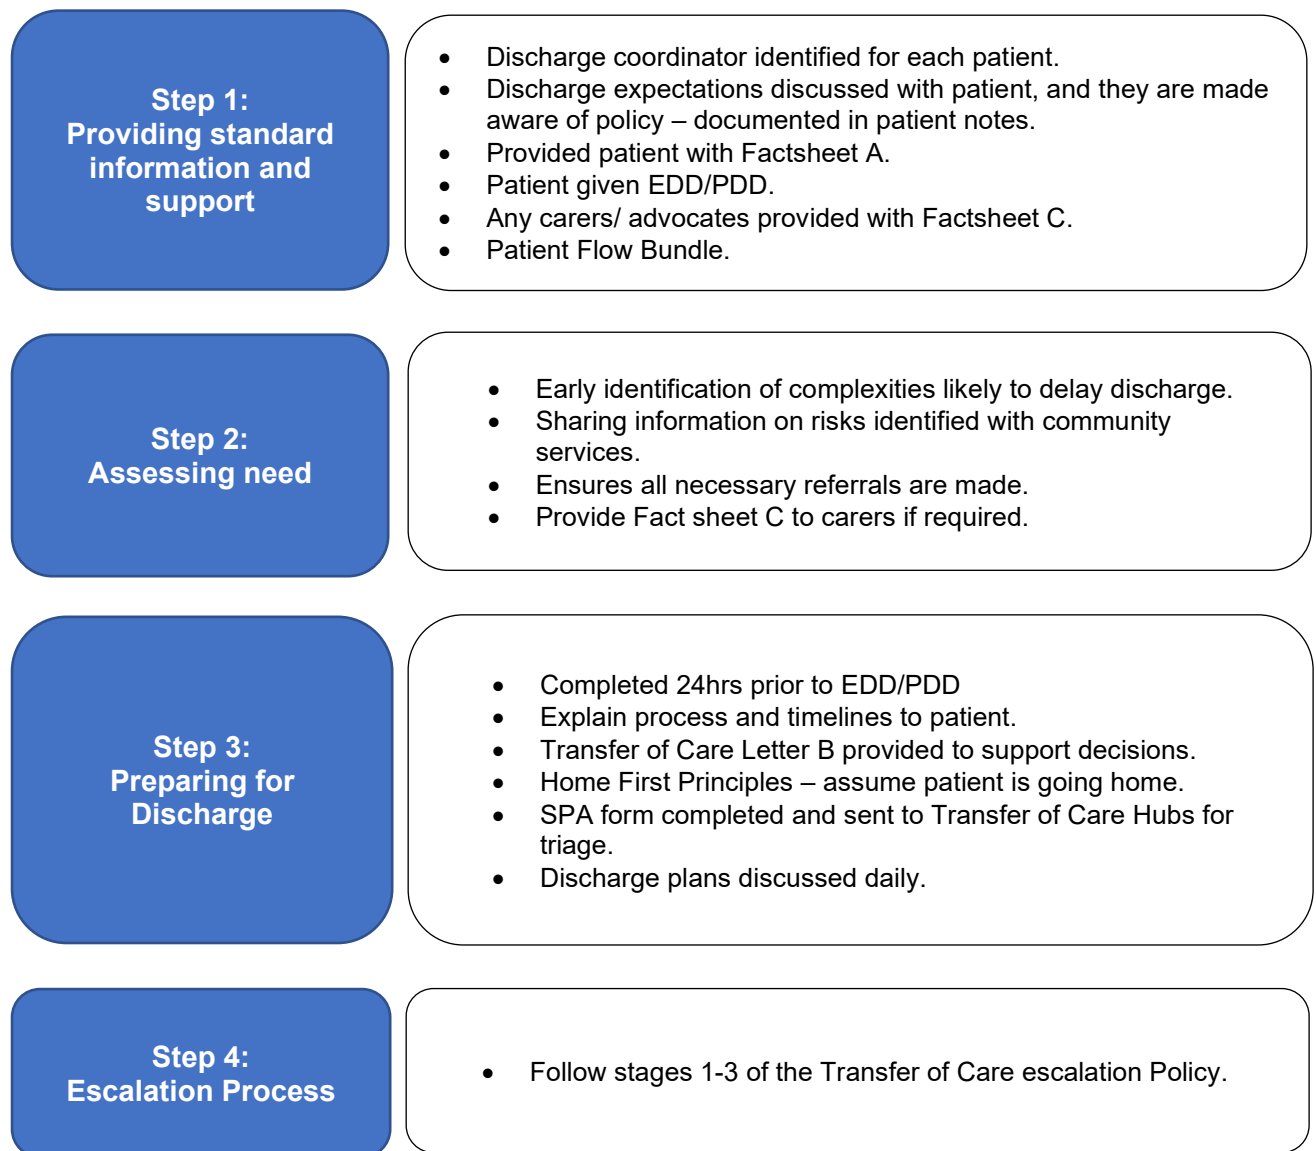 Step 1:
Providing standard
information and
support
• Discharge coordinator identified for each patient.
• Discharge expectations discussed with patient, and they are made
aware of policy – documented in patient notes.
• Provided patient with Factsheet A.
• Patient given EDD/PDD.
• Any carers/ advocates provided with Factsheet C.
• Patient Flow Bundle.
Step 2:
Assessing need
• Early identification of complexities likely to delay discharge.
• Sharing information on risks identified with community
services.
• Ensures all necessary referrals are made.
• Provide Fact sheet C to carers if required.
Step 3:
Preparing for
Discharge
• Completed 24hrs prior to EDD/PDD
• Explain process and timelines to patient.
• Transfer of Care Letter B provided to support decisions.
• Home First Principles – assume patient is going home.
• SPA form completed and sent to Transfer of Care Hubs for
triage.
• Discharge plans discussed daily.
Step 4:
Escalation Process
• Follow stages 1-3 of the Transfer of Care escalation Policy.